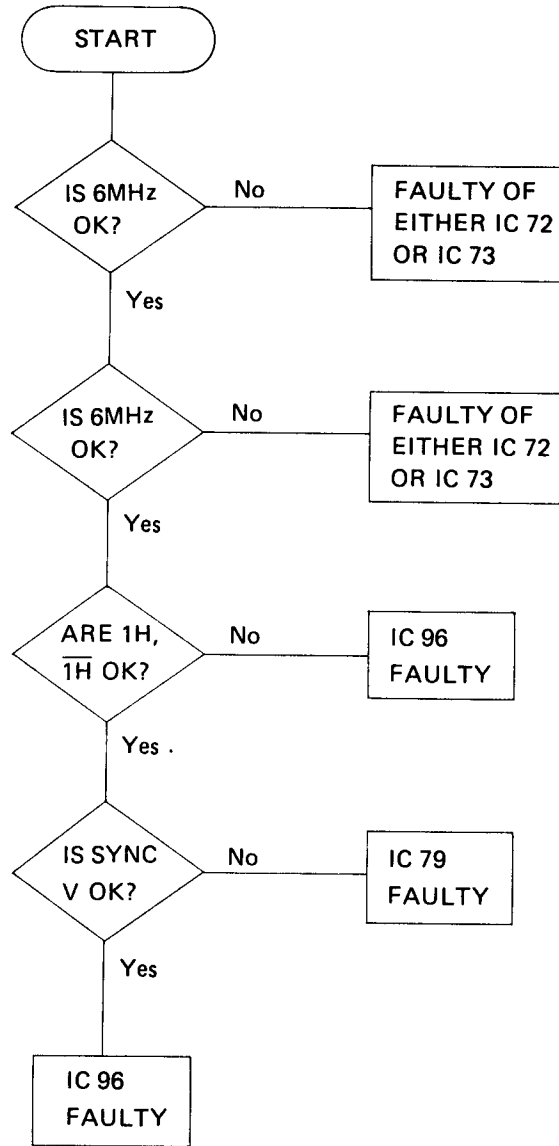 START
IS 6MHz
OK?
No
FAULTY OF
EITHER IC 72
OR IC 73
Yes
IS 6MHz
OK?
No
FAULTY OF
EITHER IC 72
OR IC 73
Yes
ARE 1H,
1H̅ OK?
No
IC 96
FAULTY
Yes .
IS SYNC
V OK?
No
IC 79
FAULTY
Yes
IC 96
FAULTY